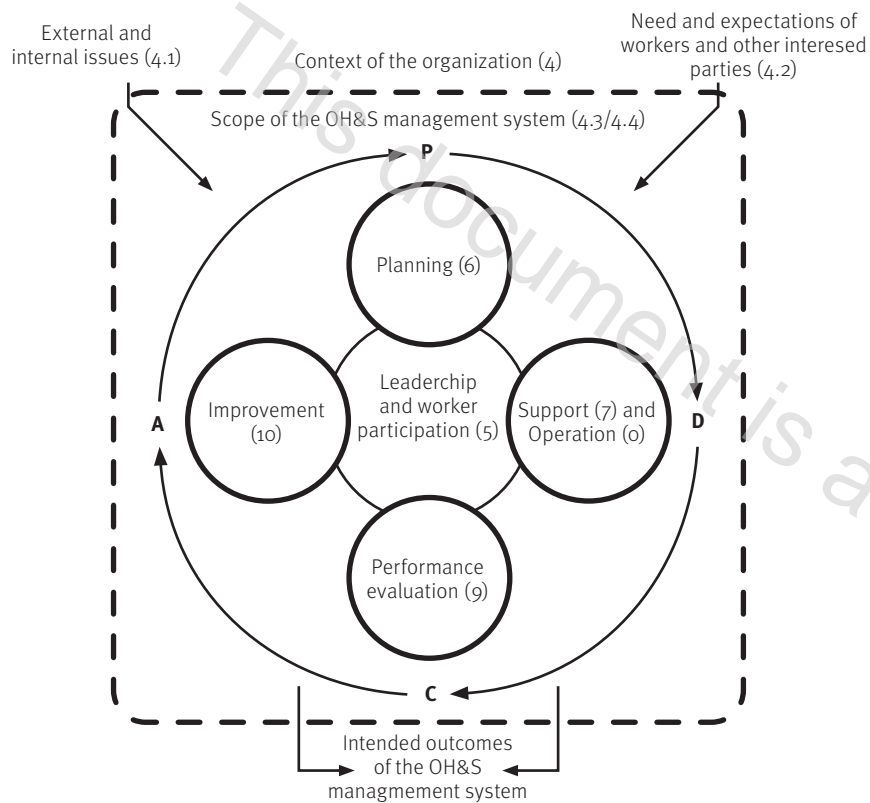 External and
internal issues (4.1)
Context of the organization (4)
Need and expectations of
workers and other interesed
parties (4.2)
Scope of the OH&S management system (4.3/4.4)
P
Planning (6)
Improvement
(10)
Leaderchip
and worker
participation (5)
Support (7) and
Operation (0)
A
D
Performance
evaluation (9)
C
Intended outcomes
of the OH&S
managmement system
This document is a